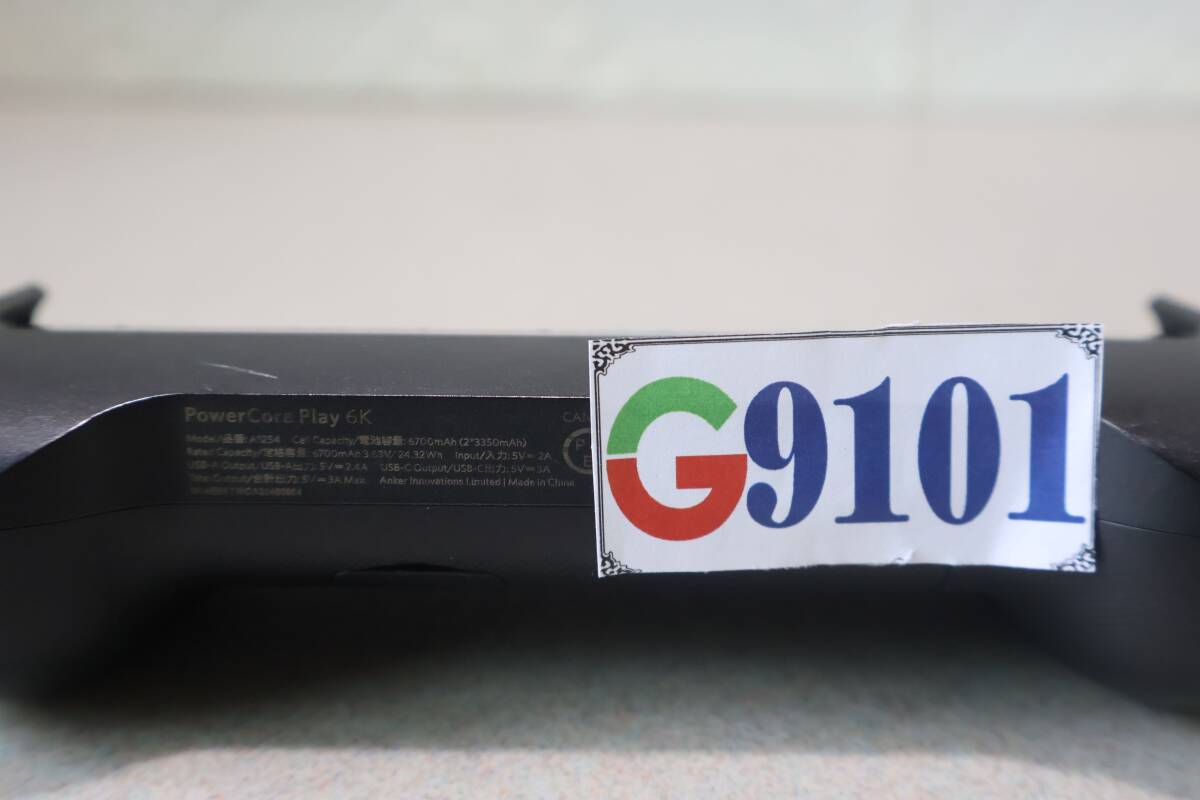 PowerCore Play 6K
Model/品番: A1254 Cell Capacity/電池容量: 6700mAh (2*3350mAh)
Rated Capacity/定格容量: 6700mAh 3.63V/ 24.32Wh Input/入力: 5V⎓2A
USB-A Output/USB-A出力: 5V⎓2.4A USB-C Output/USB-C出力: 5V⎓3A
Total Output/合計出力: 5V⎓3A Max Anker Innovations Limited | Made in China
CAN
P
E
G9101